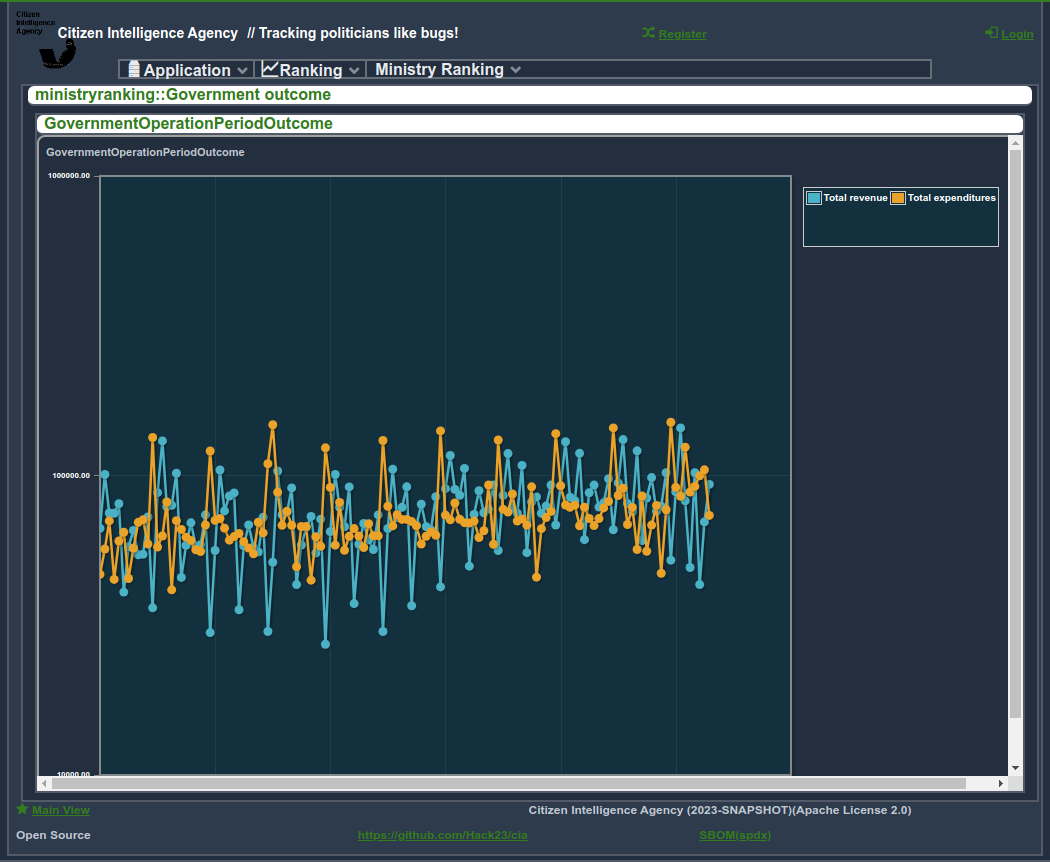 Citizen
Intelligence
Agency
Citizen Intelligence Agency // Tracking politicians like bugs!
Register
Login
Application
Ranking
Ministry Ranking
ministryranking::Government outcome
GovernmentOperationPeriodOutcome
GovernmentOperationPeriodOutcome
1000000.00
Total revenue
Total expenditures
100000.00
10000.00
Main View
Citizen Intelligence Agency (2023-SNAPSHOT)(Apache License 2.0)
Open Source
https://github.com/Hack23/cia
SBOM(spdx)